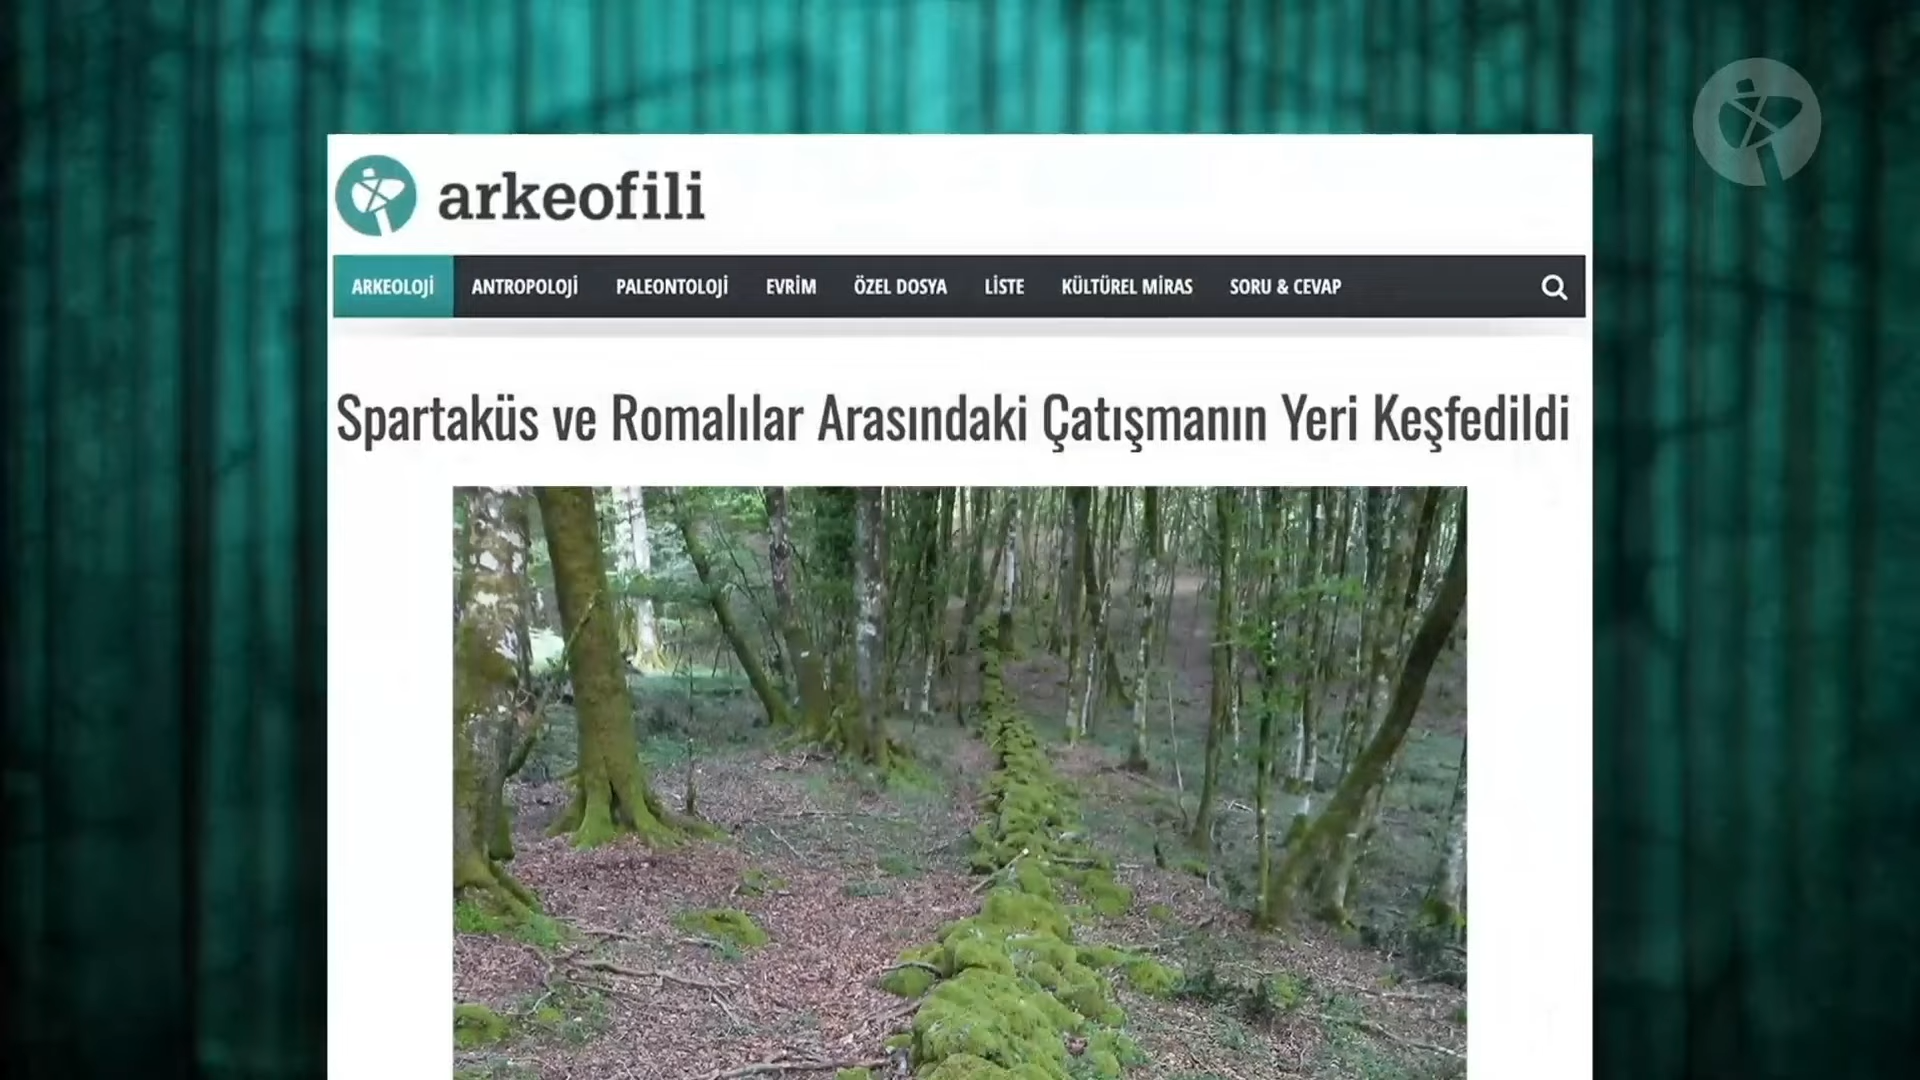 arkeofili
ARKEOLOJİ ANTROPOLOJİ PALEONTOLOJİ EVRİM ÖZEL DOSYA LİSTE KÜLTÜREL MİRAS SORU & CEVAP
Spartaküs ve Romalılar Arasındaki Çatışmanın Yeri Keşfedildi